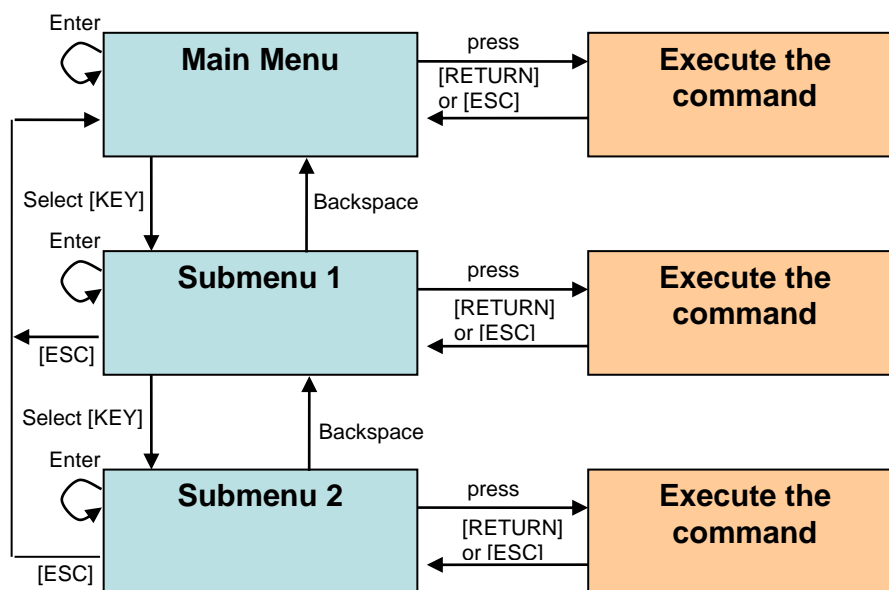 Enter
Main Menu
press
[RETURN]
or [ESC]
Execute the
command
Select [KEY]
Backspace
Enter
Submenu 1
press
[RETURN]
or [ESC]
Execute the
command
[ESC]
Select [KEY]
Backspace
Enter
Submenu 2
press
[RETURN]
or [ESC]
Execute the
command
[ESC]